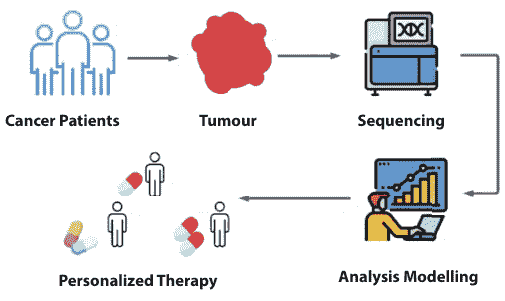 Cancer Patients
Tumour
Sequencing
Analysis Modelling
Personalized Therapy